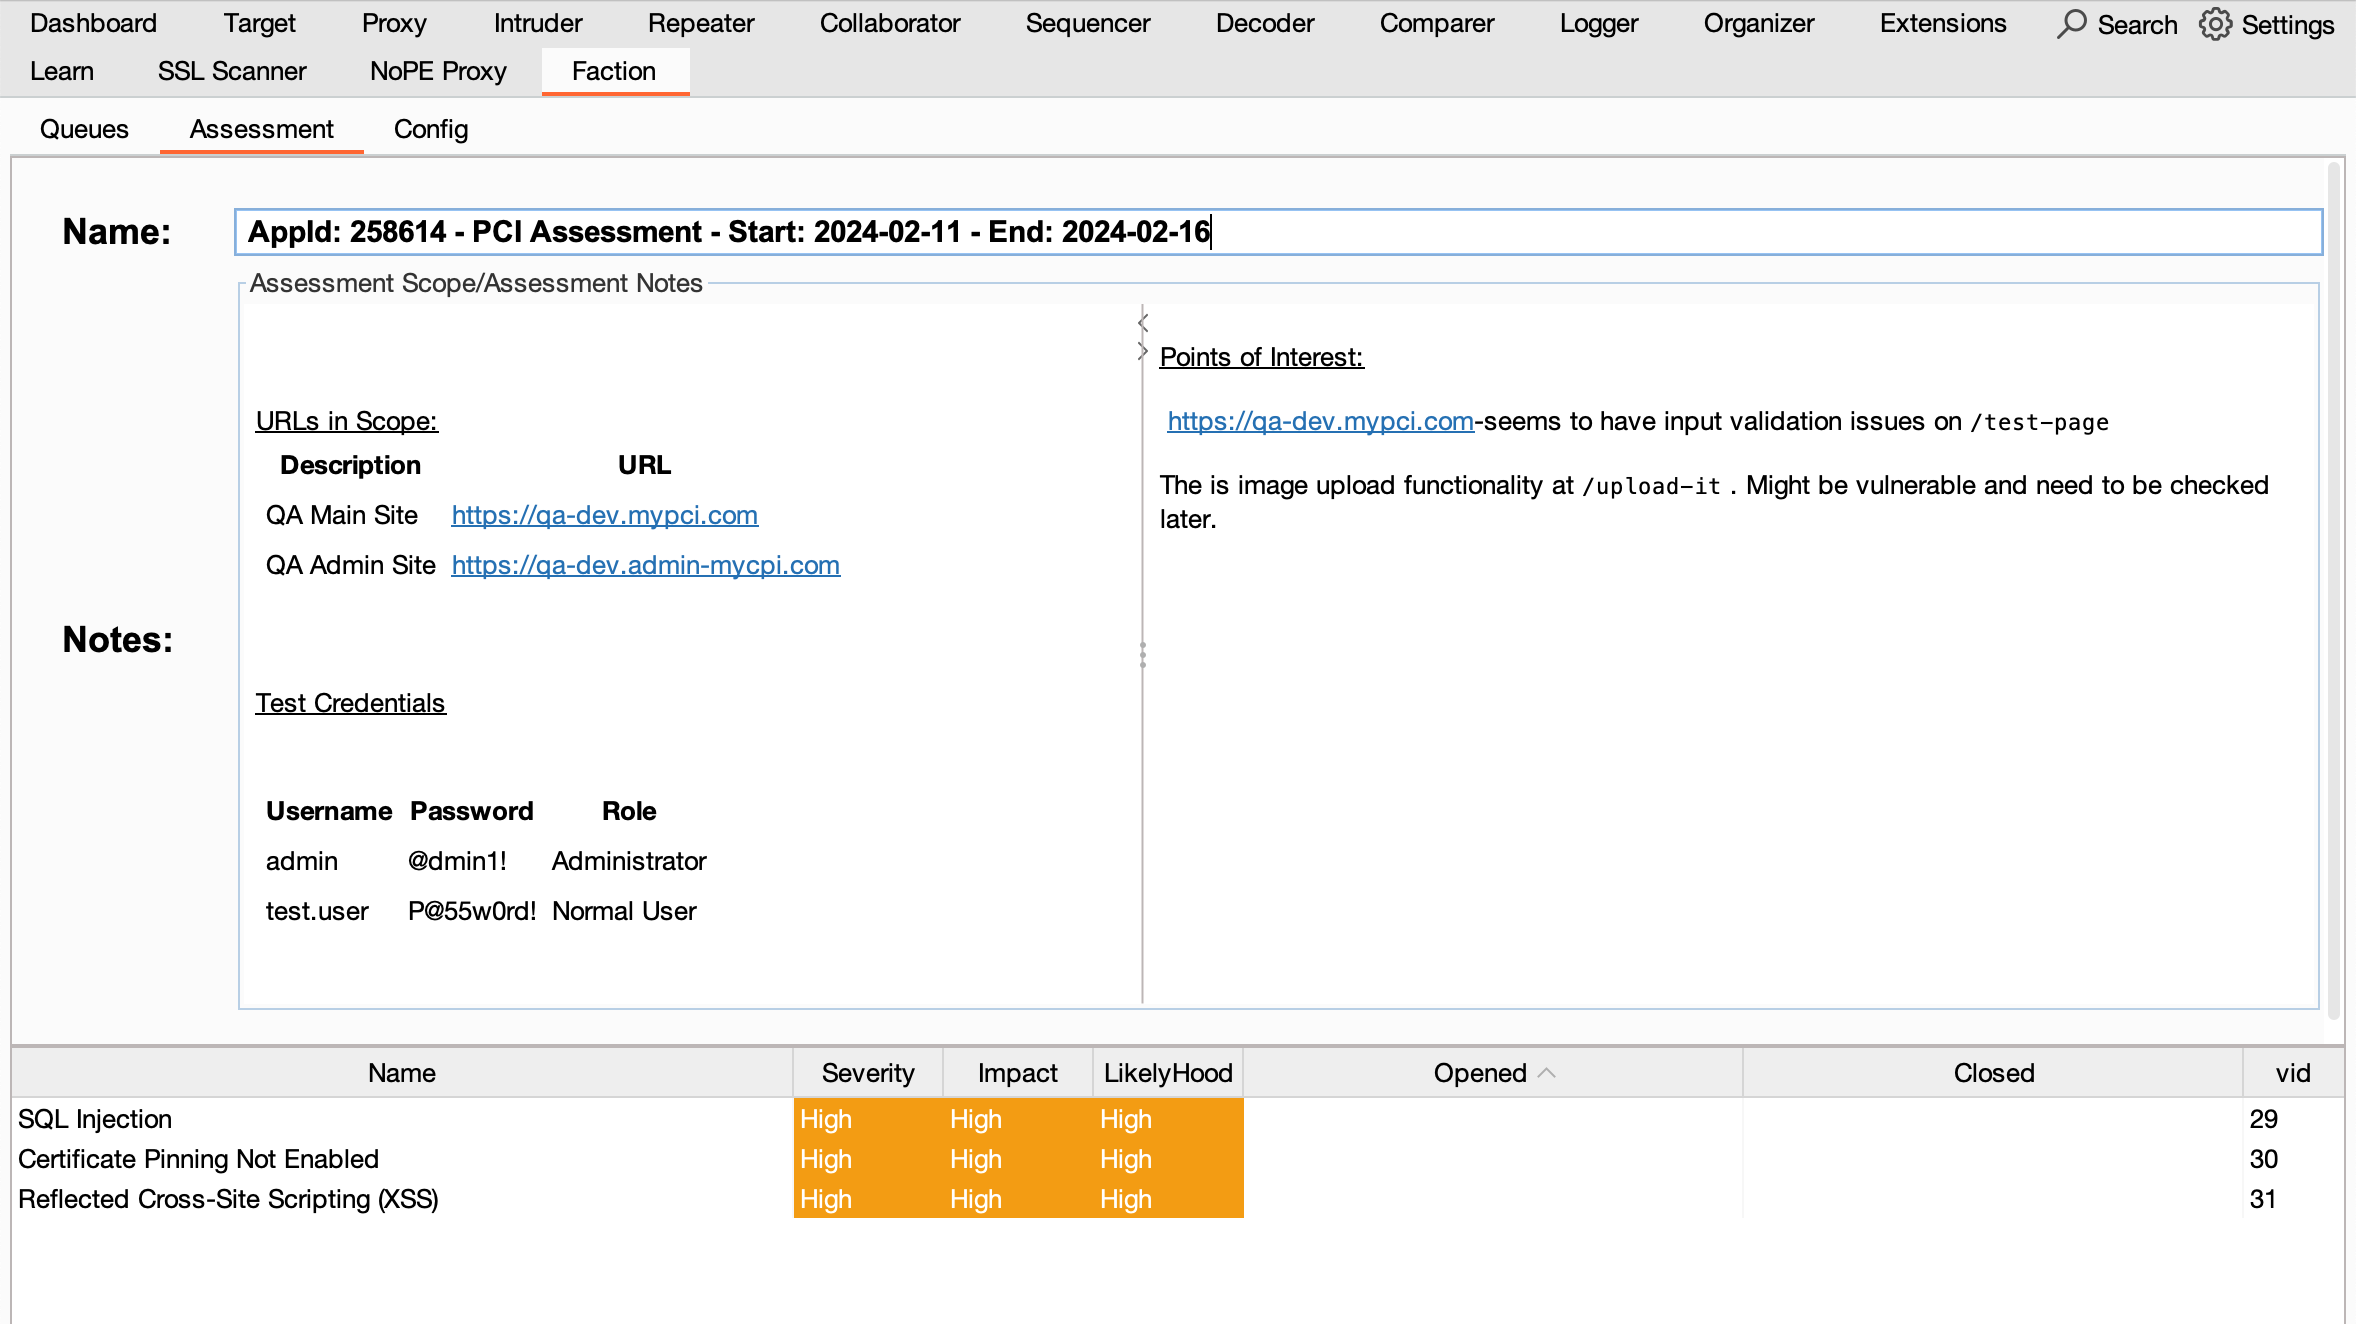 Dashboard Target Proxy Intruder Repeater Collaborator Sequencer Decoder Comparer Logger Organizer Extensions Search Settings
Learn SSL Scanner NoPE Proxy Faction
Queues Assessment Config
Name: AppId: 258614 - PCI Assessment - Start: 2024-02-11 - End: 2024-02-16
Assessment Scope/Assessment Notes
Notes:
URLs in Scope:
Description URL
QA Main Site https://qa-dev.mypci.com
QA Admin Site https://qa-dev.admin-mycpi.com
Test Credentials
Username Password Role
admin @dmin1! Administrator
test.user P@55w0rd! Normal User
Points of Interest:
https://qa-dev.mypci.com-seems to have input validation issues on /test-page
The is image upload functionality at /upload-it . Might be vulnerable and need to be checked
later.
Name Severity Impact LikelyHood Opened Closed vid
SQL Injection High High High 29
Certificate Pinning Not Enabled High High High 30
Reflected Cross-Site Scripting (XSS) High High High 31